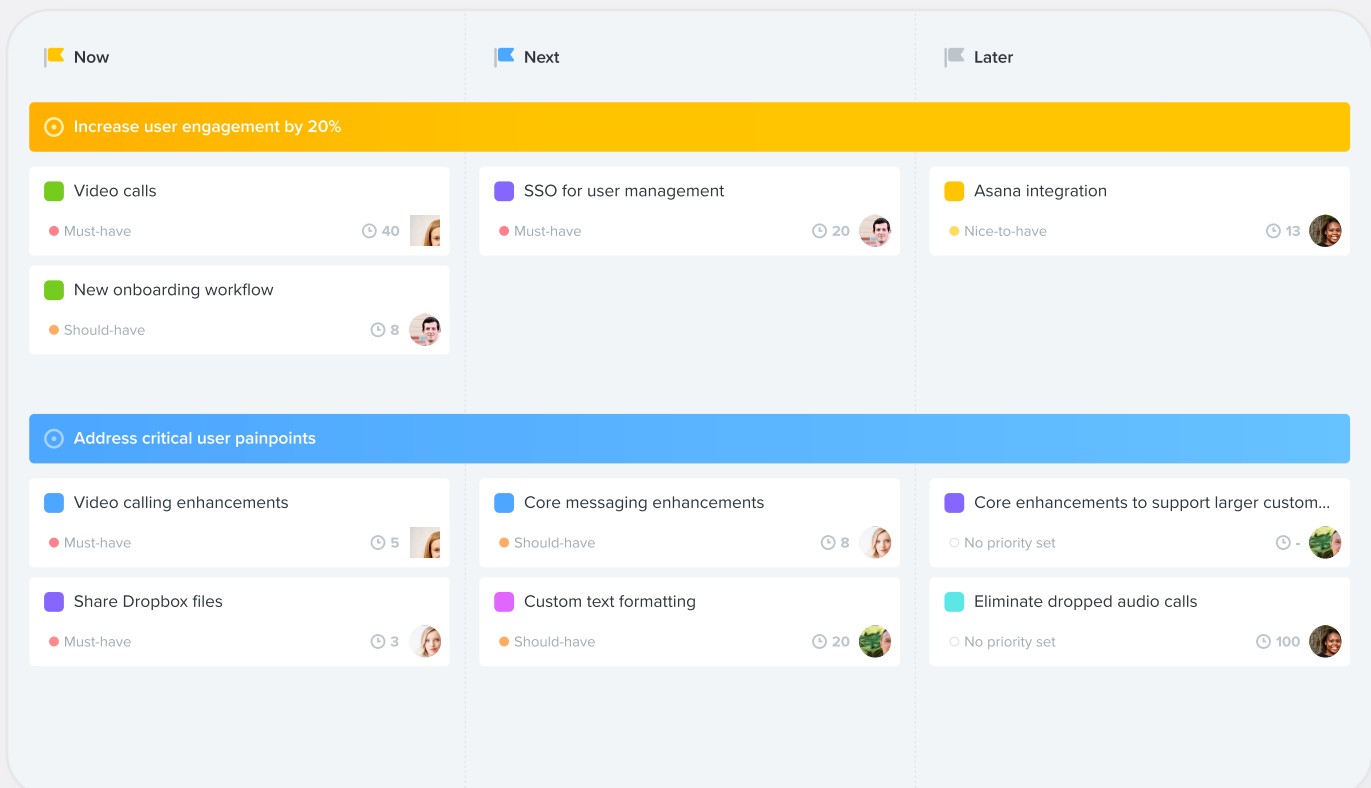 Now
Next
Later
Increase user engagement by 20%
Video calls
Must-have
40
SSO for user management
Must-have
20
Asana integration
Nice-to-have
13
New onboarding workflow
Should-have
8
Address critical user painpoints
Video calling enhancements
Must-have
5
Core messaging enhancements
Should-have
8
Core enhancements to support larger custom...
No priority set
-
Share Dropbox files
Must-have
3
Custom text formatting
Should-have
20
Eliminate dropped audio calls
No priority set
100